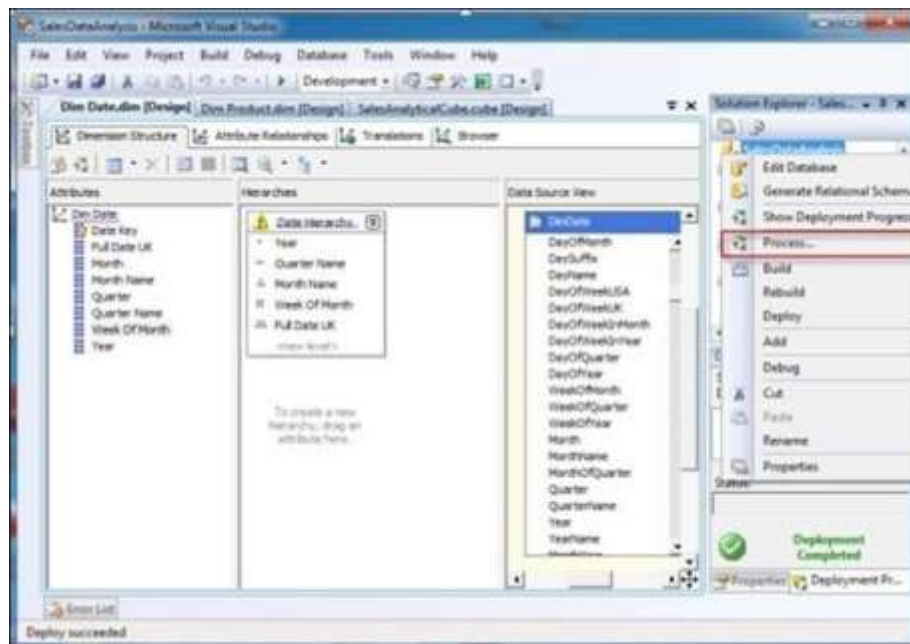 SalesDataAnalysis - Microsoft Visual Studio
File Edit View Project Build Debug Database Tools Window Help
Development
Dim Date.dim [Design] Dim Product.dim [Design] SalesAnalyticalCube.cube [Design]
Solution Explorer - Sales...
Dimension Structure Attribute Relationships Translations Browser
Attributes
Dim Date
Date Key
Full Date UK
Month
Month Name
Quarter
Quarter Name
Week Of Month
Year
Hierarchies
Date Hierarchy
Year
Quarter Name
Month Name
Week Of Month
Full Date UK
<new level>
To create a new
hierarchy, drag an
attribute here.
Data Source View
DimDate
DayOfMonth
DaySuffix
DayName
DayOfWeekUSA
DayOfWeekUK
DayOfWeekInMonth
DayOfWeekInYear
DayOfQuarter
DayOfYear
WeekOfMonth
WeekOfQuarter
WeekOfYear
Month
MonthName
MonthOfQuarter
Quarter
QuarterName
Year
YearName
SalesDataAnalysis
Edit Database
Generate Relational Schema
Show Deployment Progress
Process...
Build
Rebuild
Deploy
Add
Debug
Cut
Paste
Rename
Properties
Status:
Deployment
Completed
Properties Deployment Pr...
Error List
Deploy succeeded